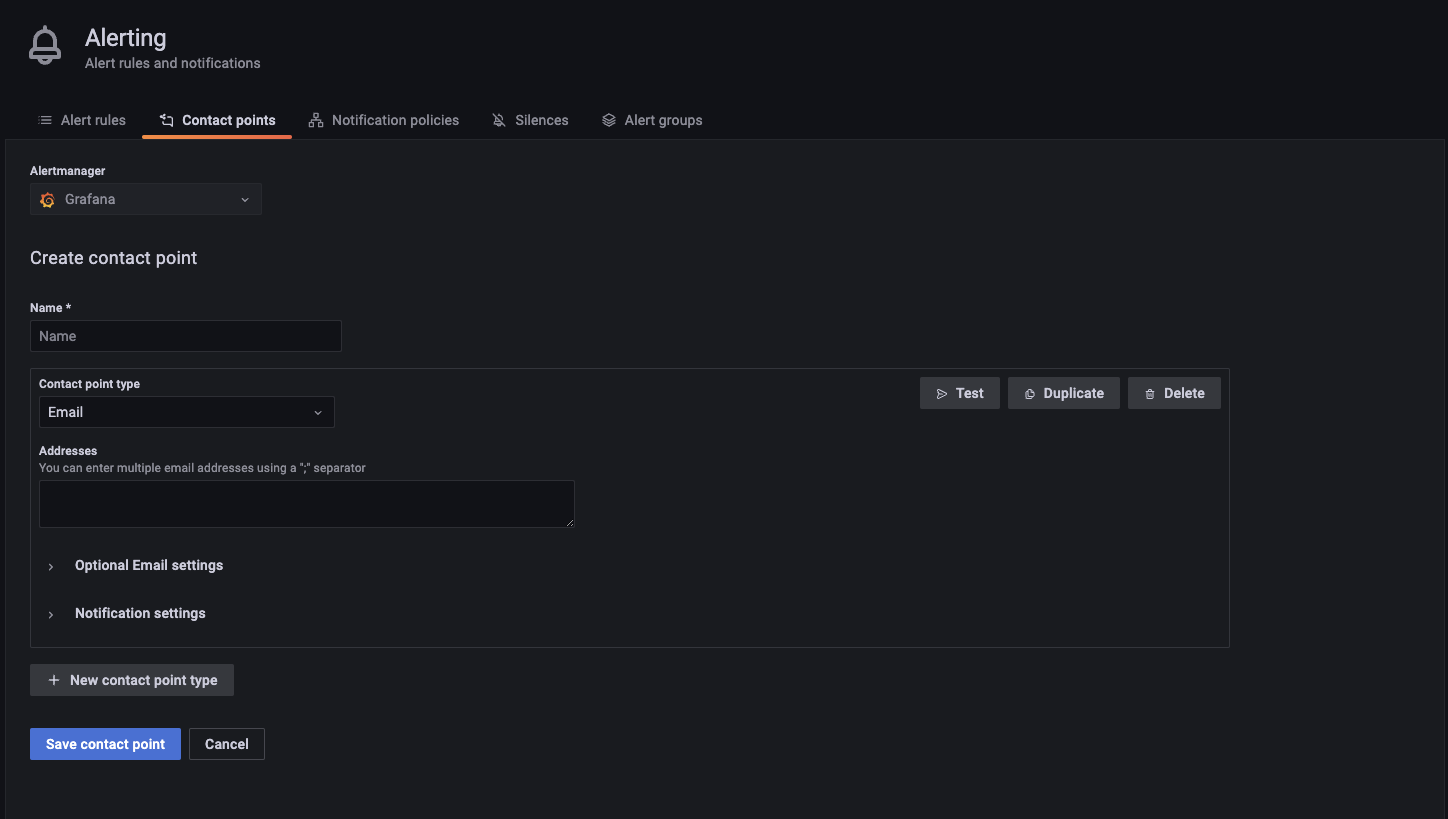 Alerting
Alert rules and notifications
Alert rules
Contact points
Notification policies
Silences
Alert groups
Alertmanager
Grafana
Create contact point
Name *
Name
Contact point type
Test
Duplicate
Delete
Email
Addresses
You can enter multiple email addresses using a ";" separator
Optional Email settings
Notification settings
New contact point type
Save contact point
Cancel